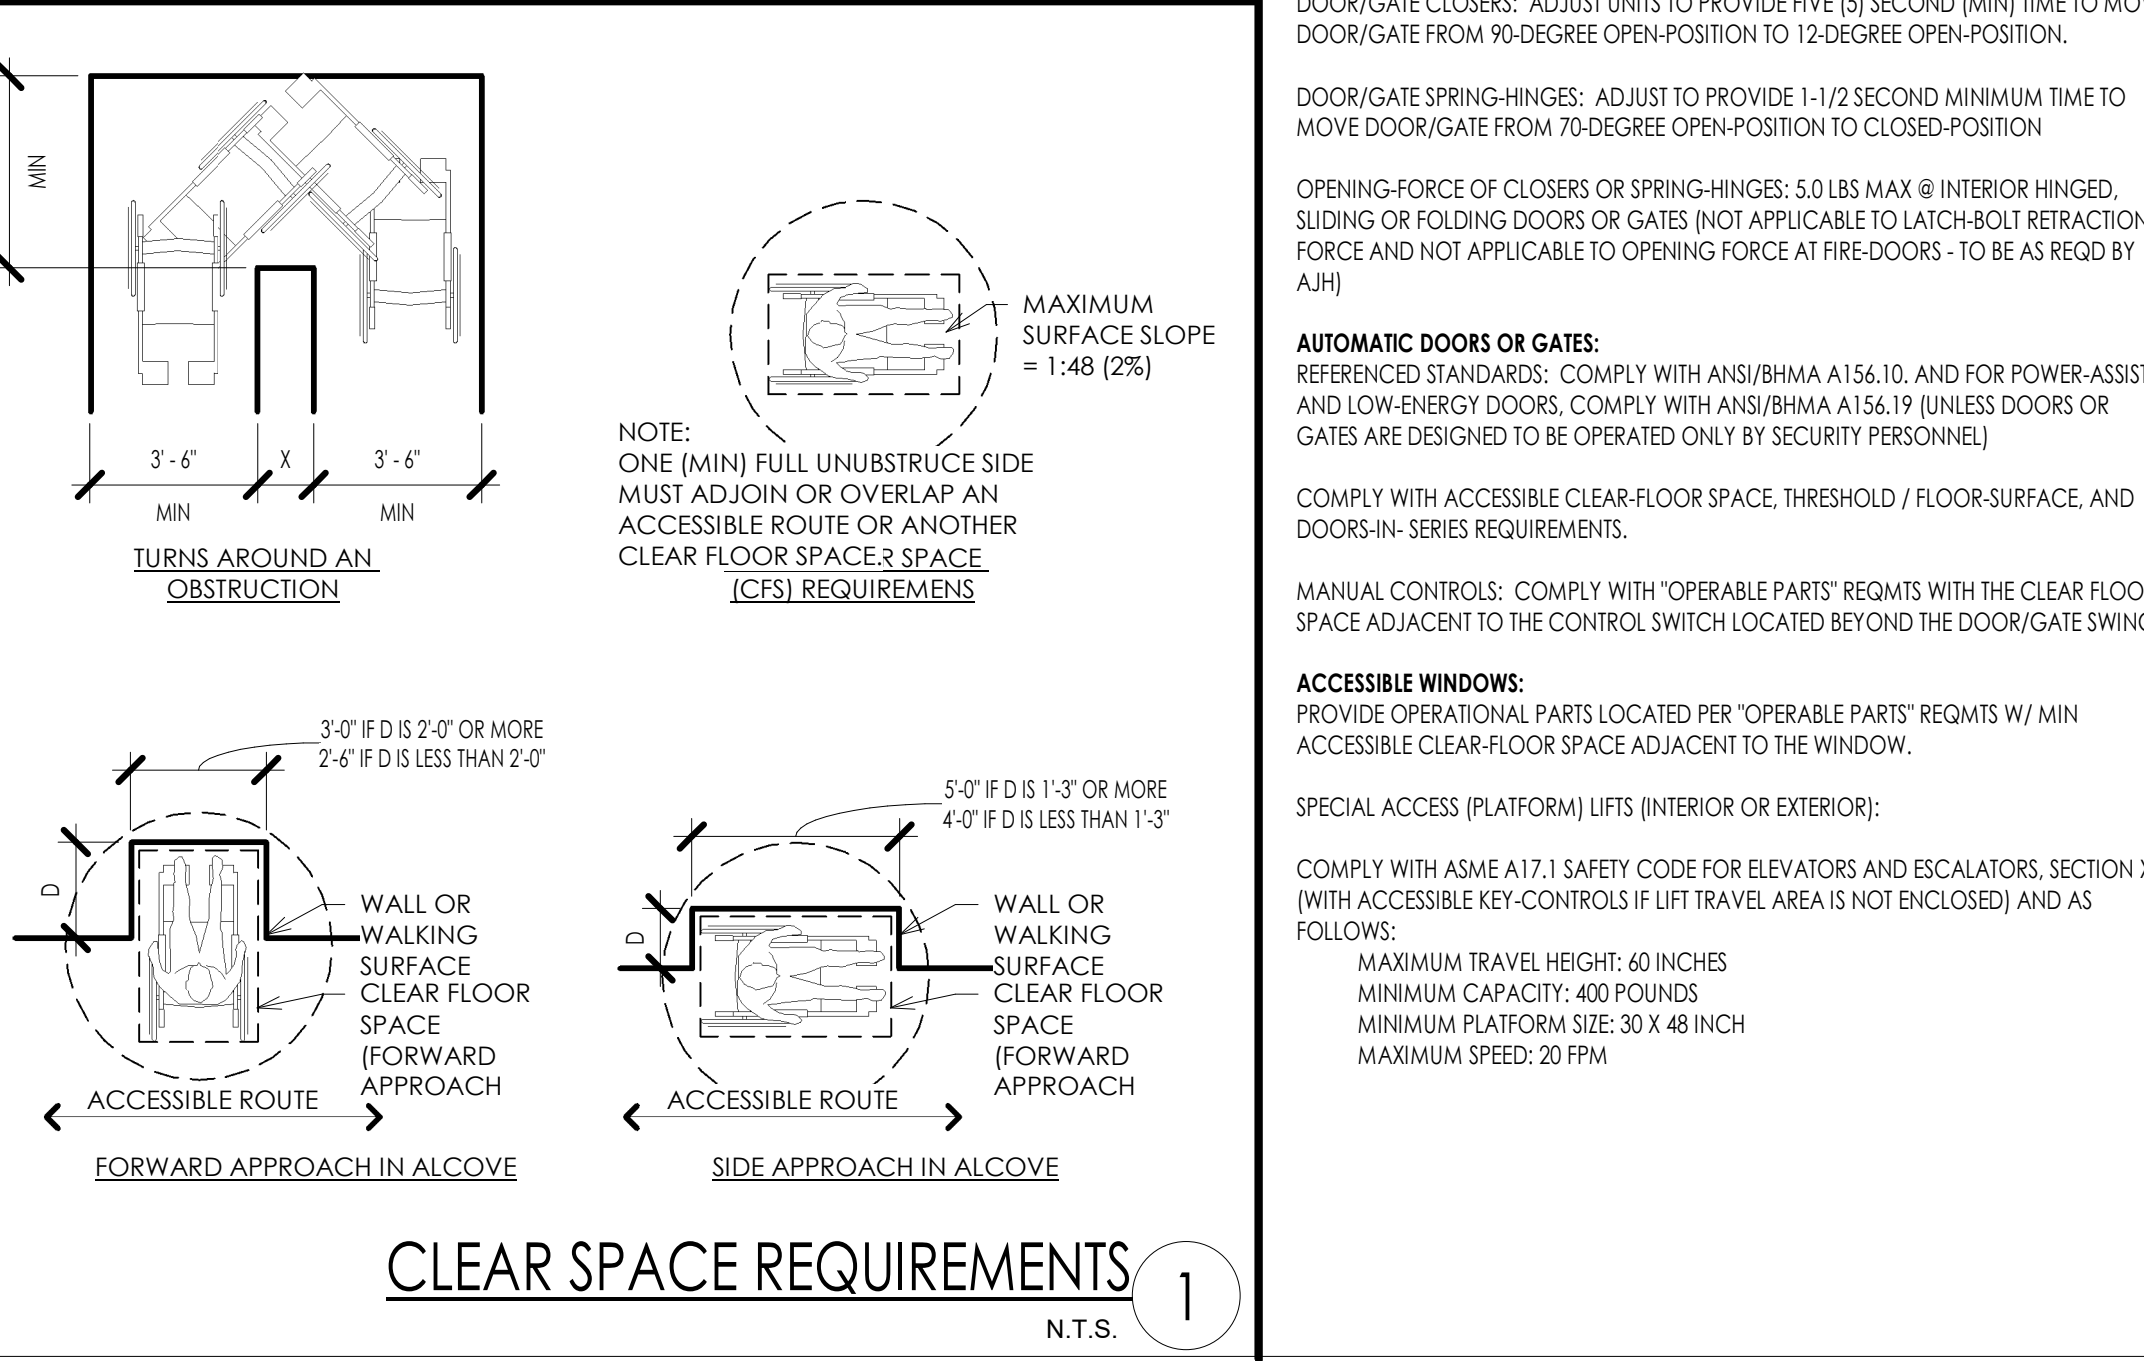 MIN
3' - 6"
X
3' - 6"
MIN
MIN
TURNS AROUND AN
OBSTRUCTION
MAXIMUM
SURFACE SLOPE
= 1:48 (2%)
NOTE:
ONE (MIN) FULL UNUBSTRUCE SIDE
MUST ADJOIN OR OVERLAP AN
ACCESSIBLE ROUTE OR ANOTHER
CLEAR FLOOR SPACE.
SPACE
(CFS) REQUIREMENS
3'-0" IF D IS 2'-0" OR MORE
2'-6" IF D IS LESS THAN 2'-0"
D
WALL OR
WALKING
SURFACE
CLEAR FLOOR
SPACE
(FORWARD
APPROACH
ACCESSIBLE ROUTE
FORWARD APPROACH IN ALCOVE
5'-0" IF D IS 1'-3" OR MORE
4'-0" IF D IS LESS THAN 1'-3"
D
WALL OR
WALKING
SURFACE
CLEAR FLOOR
SPACE
(FORWARD
APPROACH
ACCESSIBLE ROUTE
SIDE APPROACH IN ALCOVE
CLEAR SPACE REQUIREMENTS
1
N.T.S.
DOOR/GATE CLOSERS: ADJUST UNITS TO PROVIDE FIVE (5) SECOND (MIN) TIME TO
DOOR/GATE FROM 90-DEGREE OPEN-POSITION TO 12-DEGREE OPEN-POSITION.
DOOR/GATE SPRING-HINGES: ADJUST TO PROVIDE 1-1/2 SECOND MINIMUM TIME TO
MOVE DOOR/GATE FROM 70-DEGREE OPEN-POSITION TO CLOSED-POSITION
OPENING-FORCE OF CLOSERS OR SPRING-HINGES: 5.0 LBS MAX @ INTERIOR HINGED,
SLIDING OR FOLDING DOORS OR GATES (NOT APPLICABLE TO LATCH-BOLT RETRACTION
FORCE AND NOT APPLICABLE TO OPENING FORCE AT FIRE-DOORS - TO BE AS REQD BY
AJH)
AUTOMATIC DOORS OR GATES:
REFERENCED STANDARDS: COMPLY WITH ANSI/BHMA A156.10. AND FOR POWER-ASSIST
AND LOW-ENERGY DOORS, COMPLY WITH ANSI/BHMA A156.19 (UNLESS DOORS OR
GATES ARE DESIGNED TO BE OPERATED ONLY BY SECURITY PERSONNEL)
COMPLY WITH ACCESSIBLE CLEAR-FLOOR SPACE, THRESHOLD / FLOOR-SURFACE, AND
DOORS-IN- SERIES REQUIREMENTS.
MANUAL CONTROLS: COMPLY WITH "OPERABLE PARTS" REQMTS WITH THE CLEAR FLOO
SPACE ADJACENT TO THE CONTROL SWITCH LOCATED BEYOND THE DOOR/GATE SWING
ACCESSIBLE WINDOWS:
PROVIDE OPERATIONAL PARTS LOCATED PER "OPERABLE PARTS" REQMTS W/ MIN
ACCESSIBLE CLEAR-FLOOR SPACE ADJACENT TO THE WINDOW.
SPECIAL ACCESS (PLATFORM) LIFTS (INTERIOR OR EXTERIOR):
COMPLY WITH ASME A17.1 SAFETY CODE FOR ELEVATORS AND ESCALATORS, SECTION
(WITH ACCESSIBLE KEY-CONTROLS IF LIFT TRAVEL AREA IS NOT ENCLOSED) AND AS
FOLLOWS:
MAXIMUM TRAVEL HEIGHT: 60 INCHES
MINIMUM CAPACITY: 400 POUNDS
MINIMUM PLATFORM SIZE: 30 X 48 INCH
MAXIMUM SPEED: 20 FPM